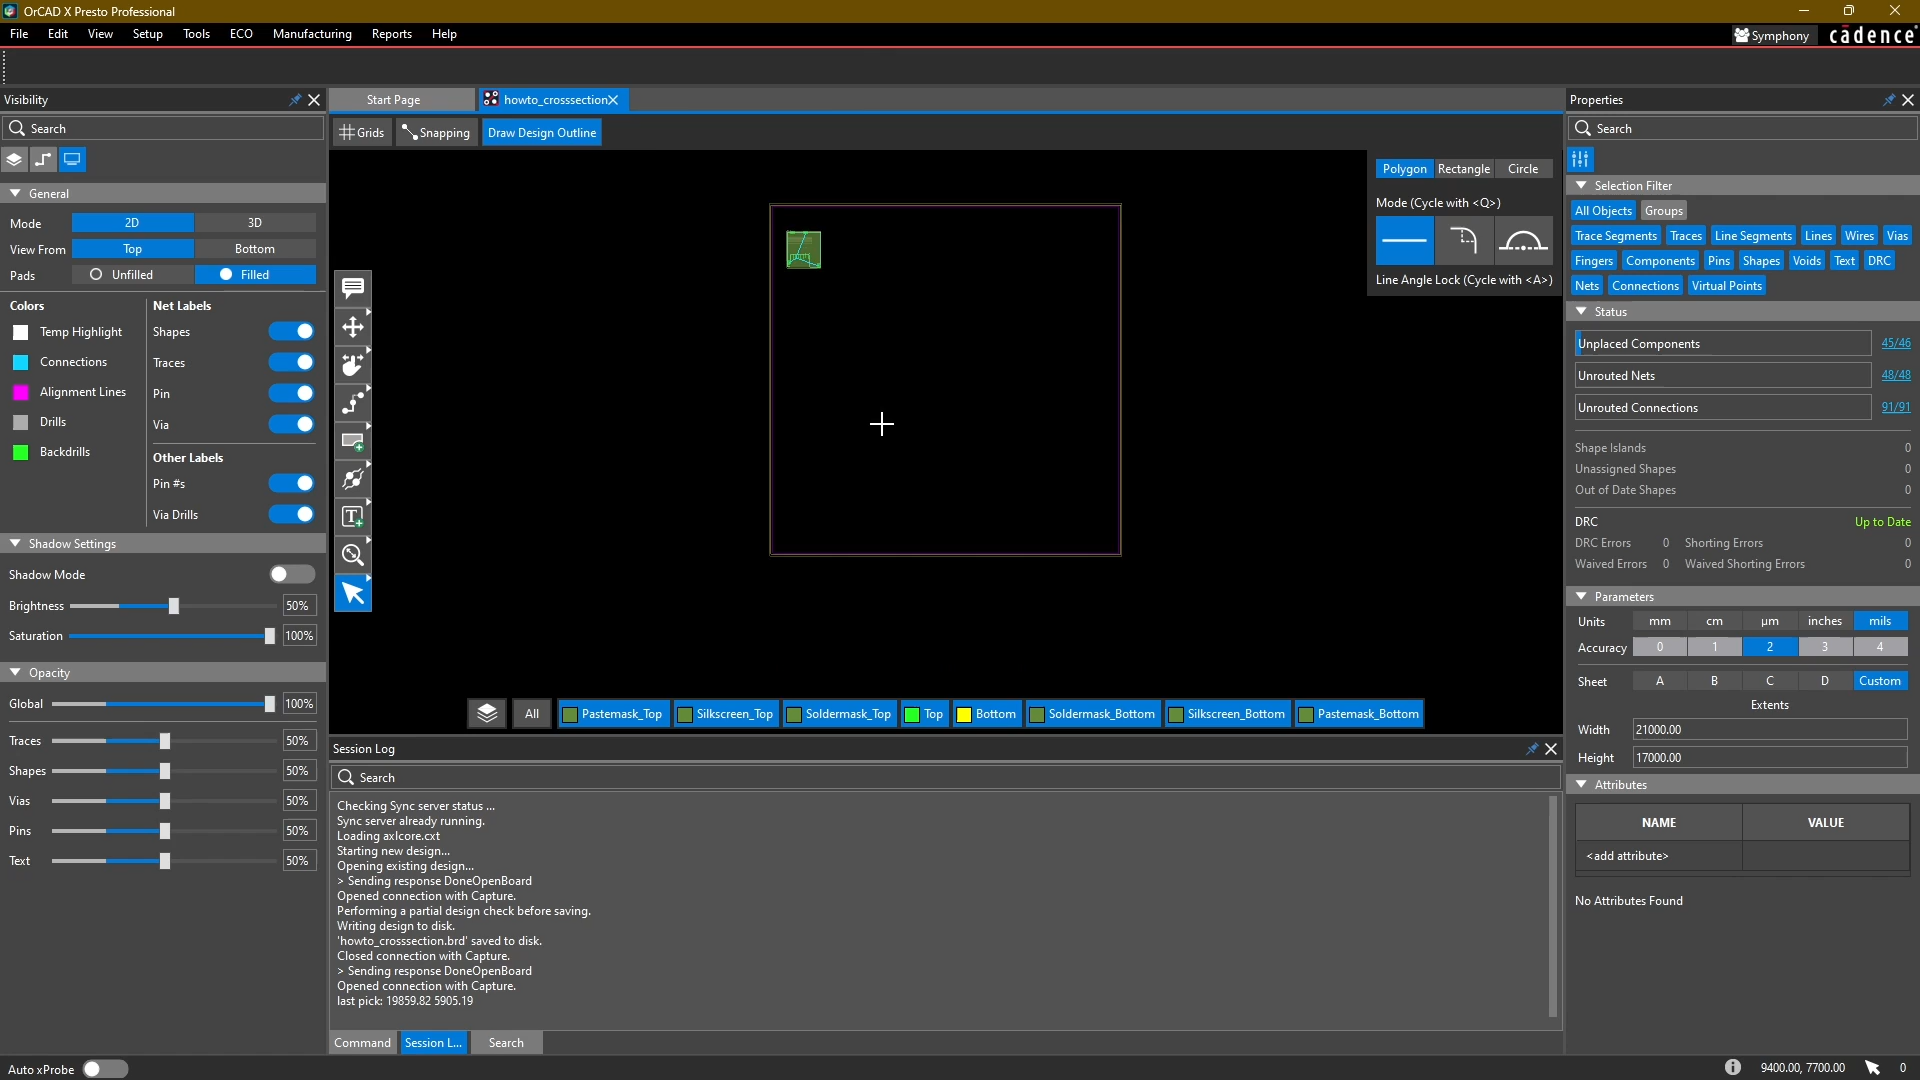 OrCAD X Presto Professional
File Edit View Setup Tools ECO Manufacturing Reports Help
Symphony cādence
Visibility
Search
General
Mode 2D 3D
View From Top Bottom
Pads Unfilled Filled
Colors
Temp Highlight
Connections
Alignment Lines
Drills
Backdrills
Net Labels
Shapes
Traces
Pin
Via
Other Labels
Pin #s
Via Drills
Shadow Settings
Shadow Mode
Brightness 50%
Saturation 100%
Opacity
Global 100%
Traces 50%
Shapes 50%
Vias 50%
Pins 50%
Text 50%
Auto xProbe
Start Page howto_crosssection
Grids Snapping Draw Design Outline
Polygon Rectangle Circle
Mode (Cycle with <Q>)
Line Angle Lock (Cycle with <A>)
All Pastemask_Top Silkscreen_Top Soldermask_Top Top Bottom Soldermask_Bottom Silkscreen_Bottom Pastemask_Bottom
Session Log
Search
Checking Sync server status ...
Sync server already running.
Loading axlcore.cxt
Starting new design...
Opening existing design...
> Sending response DoneOpenBoard
Opened connection with Capture.
Performing a partial design check before saving.
Writing design to disk.
'howto_crosssection.brd' saved to disk.
Closed connection with Capture.
> Sending response DoneOpenBoard
Opened connection with Capture.
last pick: 19859.82 5905.19
Command Session L... Search
Properties
Search
Selection Filter
All Objects Groups
Trace Segments Traces Line Segments Lines Wires Vias
Fingers Components Pins Shapes Voids Text DRC
Nets Connections Virtual Points
Status
Unplaced Components 45/46
Unrouted Nets 48/48
Unrouted Connections 91/91
Shape Islands 0
Unassigned Shapes 0
Out of Date Shapes 0
DRC Up to Date
DRC Errors 0 Shorting Errors 0
Waived Errors 0 Waived Shorting Errors 0
Parameters
Units mm cm μm inches mils
Accuracy 0 1 2 3 4
Sheet A B C D Custom
Extents
Width 21000.00
Height 17000.00
Attributes
NAME VALUE
<add attribute>
No Attributes Found
9400.00, 7700.00 0